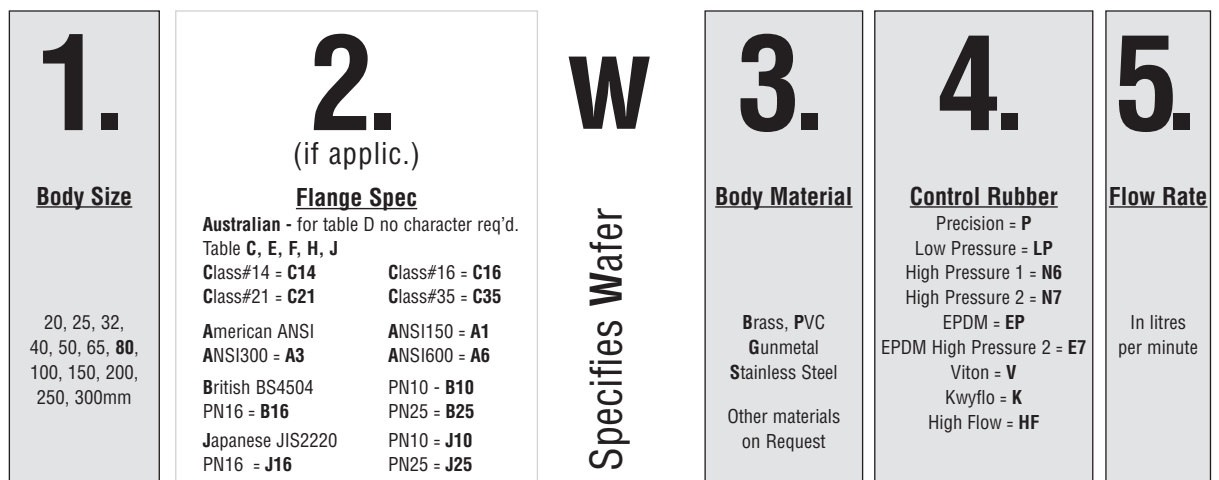 1.
Body Size
20, 25, 32,
40, 50, 65, 80,
100, 150, 200,
250, 300mm
2.
(if applic.)
Flange Spec
Australian - for table D no character req'd.
Table C, E, F, H, J
Class#14 = C14 Class#16 = C16
Class#21 = C21 Class#35 = C35
American ANSI ANSI150 = A1
ANSI300 = A3 ANSI600 = A6
British BS4504 PN10 - B10
PN16 = B16 PN25 = B25
Japanese JIS2220 PN10 = J10
PN16 = J16 PN25 = J25
W
Specifies Wafer
3.
Body Material
Brass, PVC
Gunmetal
Stainless Steel
Other materials
on Request
4.
Control Rubber
Precision = P
Low Pressure = LP
High Pressure 1 = N6
High Pressure 2 = N7
EPDM = EP
EPDM High Pressure 2 = E7
Viton = V
Kwyflo = K
High Flow = HF
5.
Flow Rate
In litres
per minute